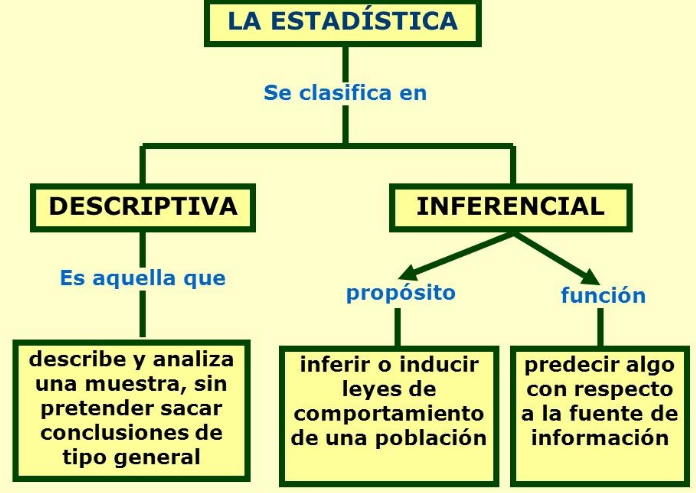 LA ESTADÍSTICA
Se clasifica en
DESCRIPTIVA
INFERENCIAL
Es aquella que
propósito
función
describe y analiza
una muestra, sin
pretender sacar
conclusiones de
tipo general
inferir o inducir
leyes de
comportamiento
de una población
predecir algo
con respecto
a la fuente de
información